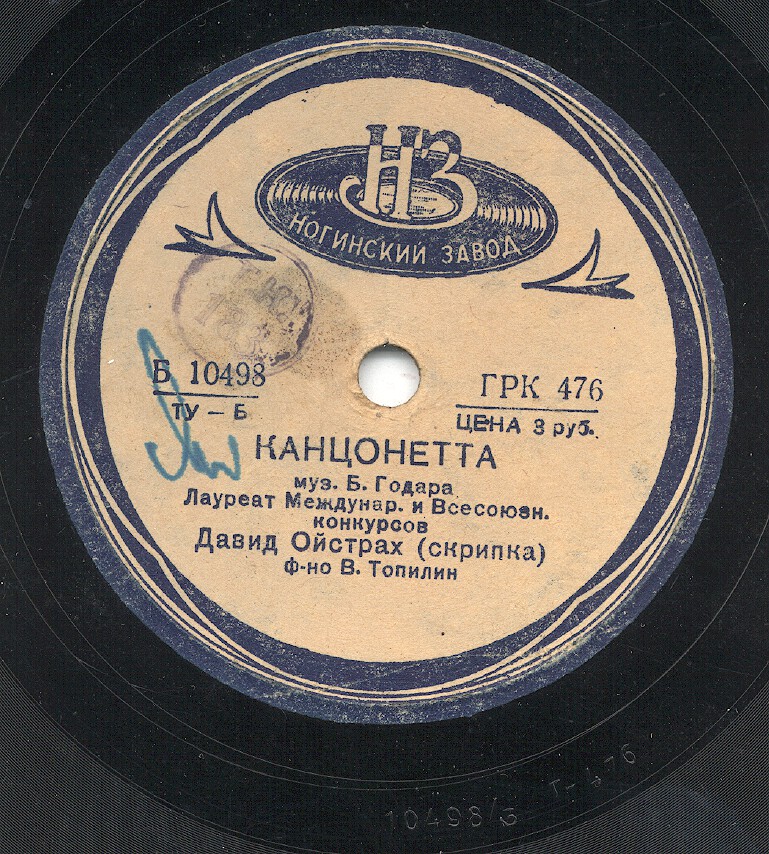 НЗ
НОГИНСКИЙ ЗАВОД
Б 10498
ТУ – Б
ГРК 476
ЦЕНА 3 руб.
КАНЦОНЕТТА
муз. Б. Годара
Лауреат Междунар. и Всесоюзн.
конкурсов
Давид Ойстрах (скрипка)
ф-но В. Топилин
10498/3 Т-476